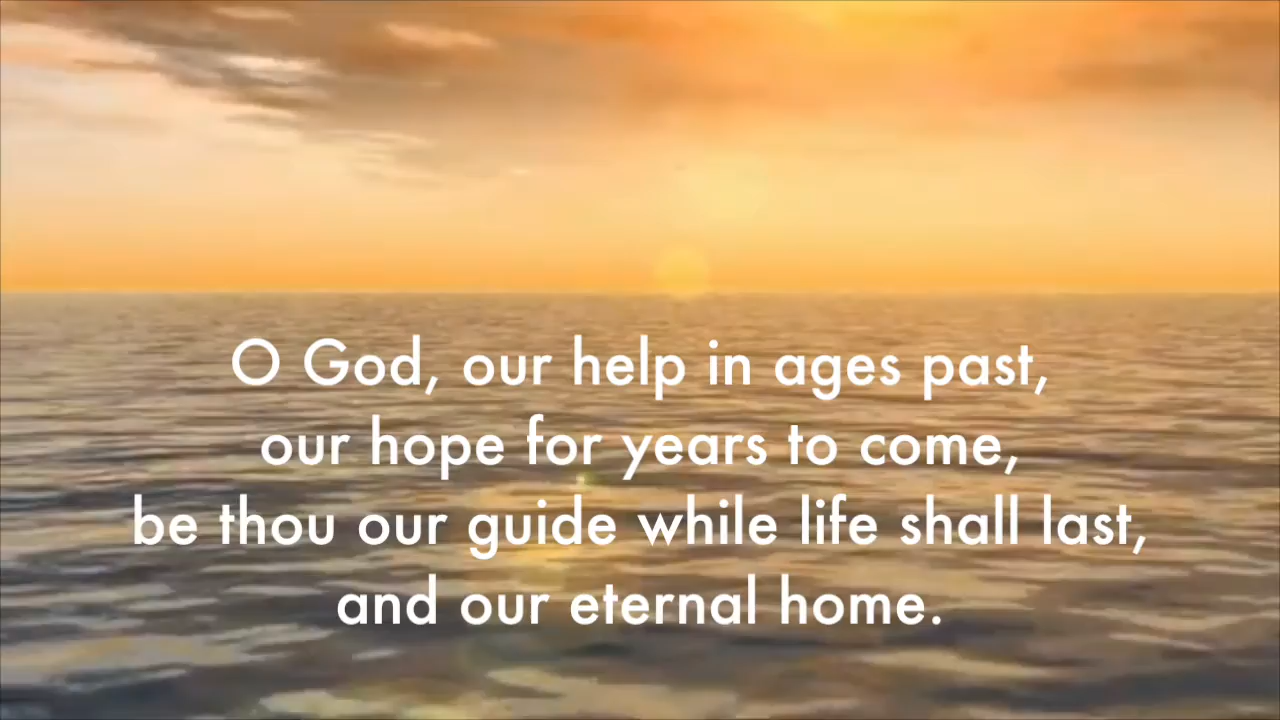 O God, our help in ages past,
our hope for years to come,
be thou our guide while life shall last,
and our eternal home.